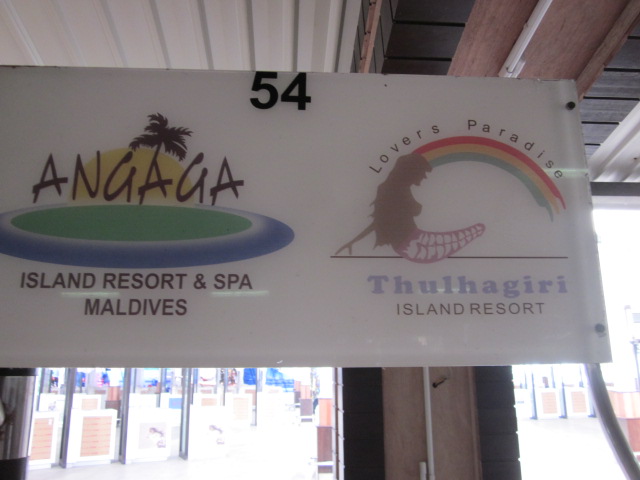 54
ANGAGA
ISLAND RESORT & SPA
MALDIVES
Lovers Paradise
Thulhagiri
ISLAND RESORT